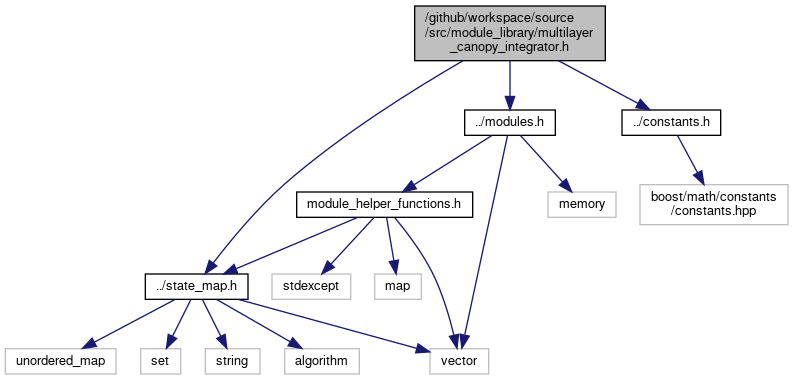 /github/workspace/source
/src/module_library/multilayer
_canopy_integrator.h
../modules.h
../constants.h
module_helper_functions.h
memory
boost/math/constants
/constants.hpp
../state_map.h
stdexcept
map
unordered_map
set
string
algorithm
vector